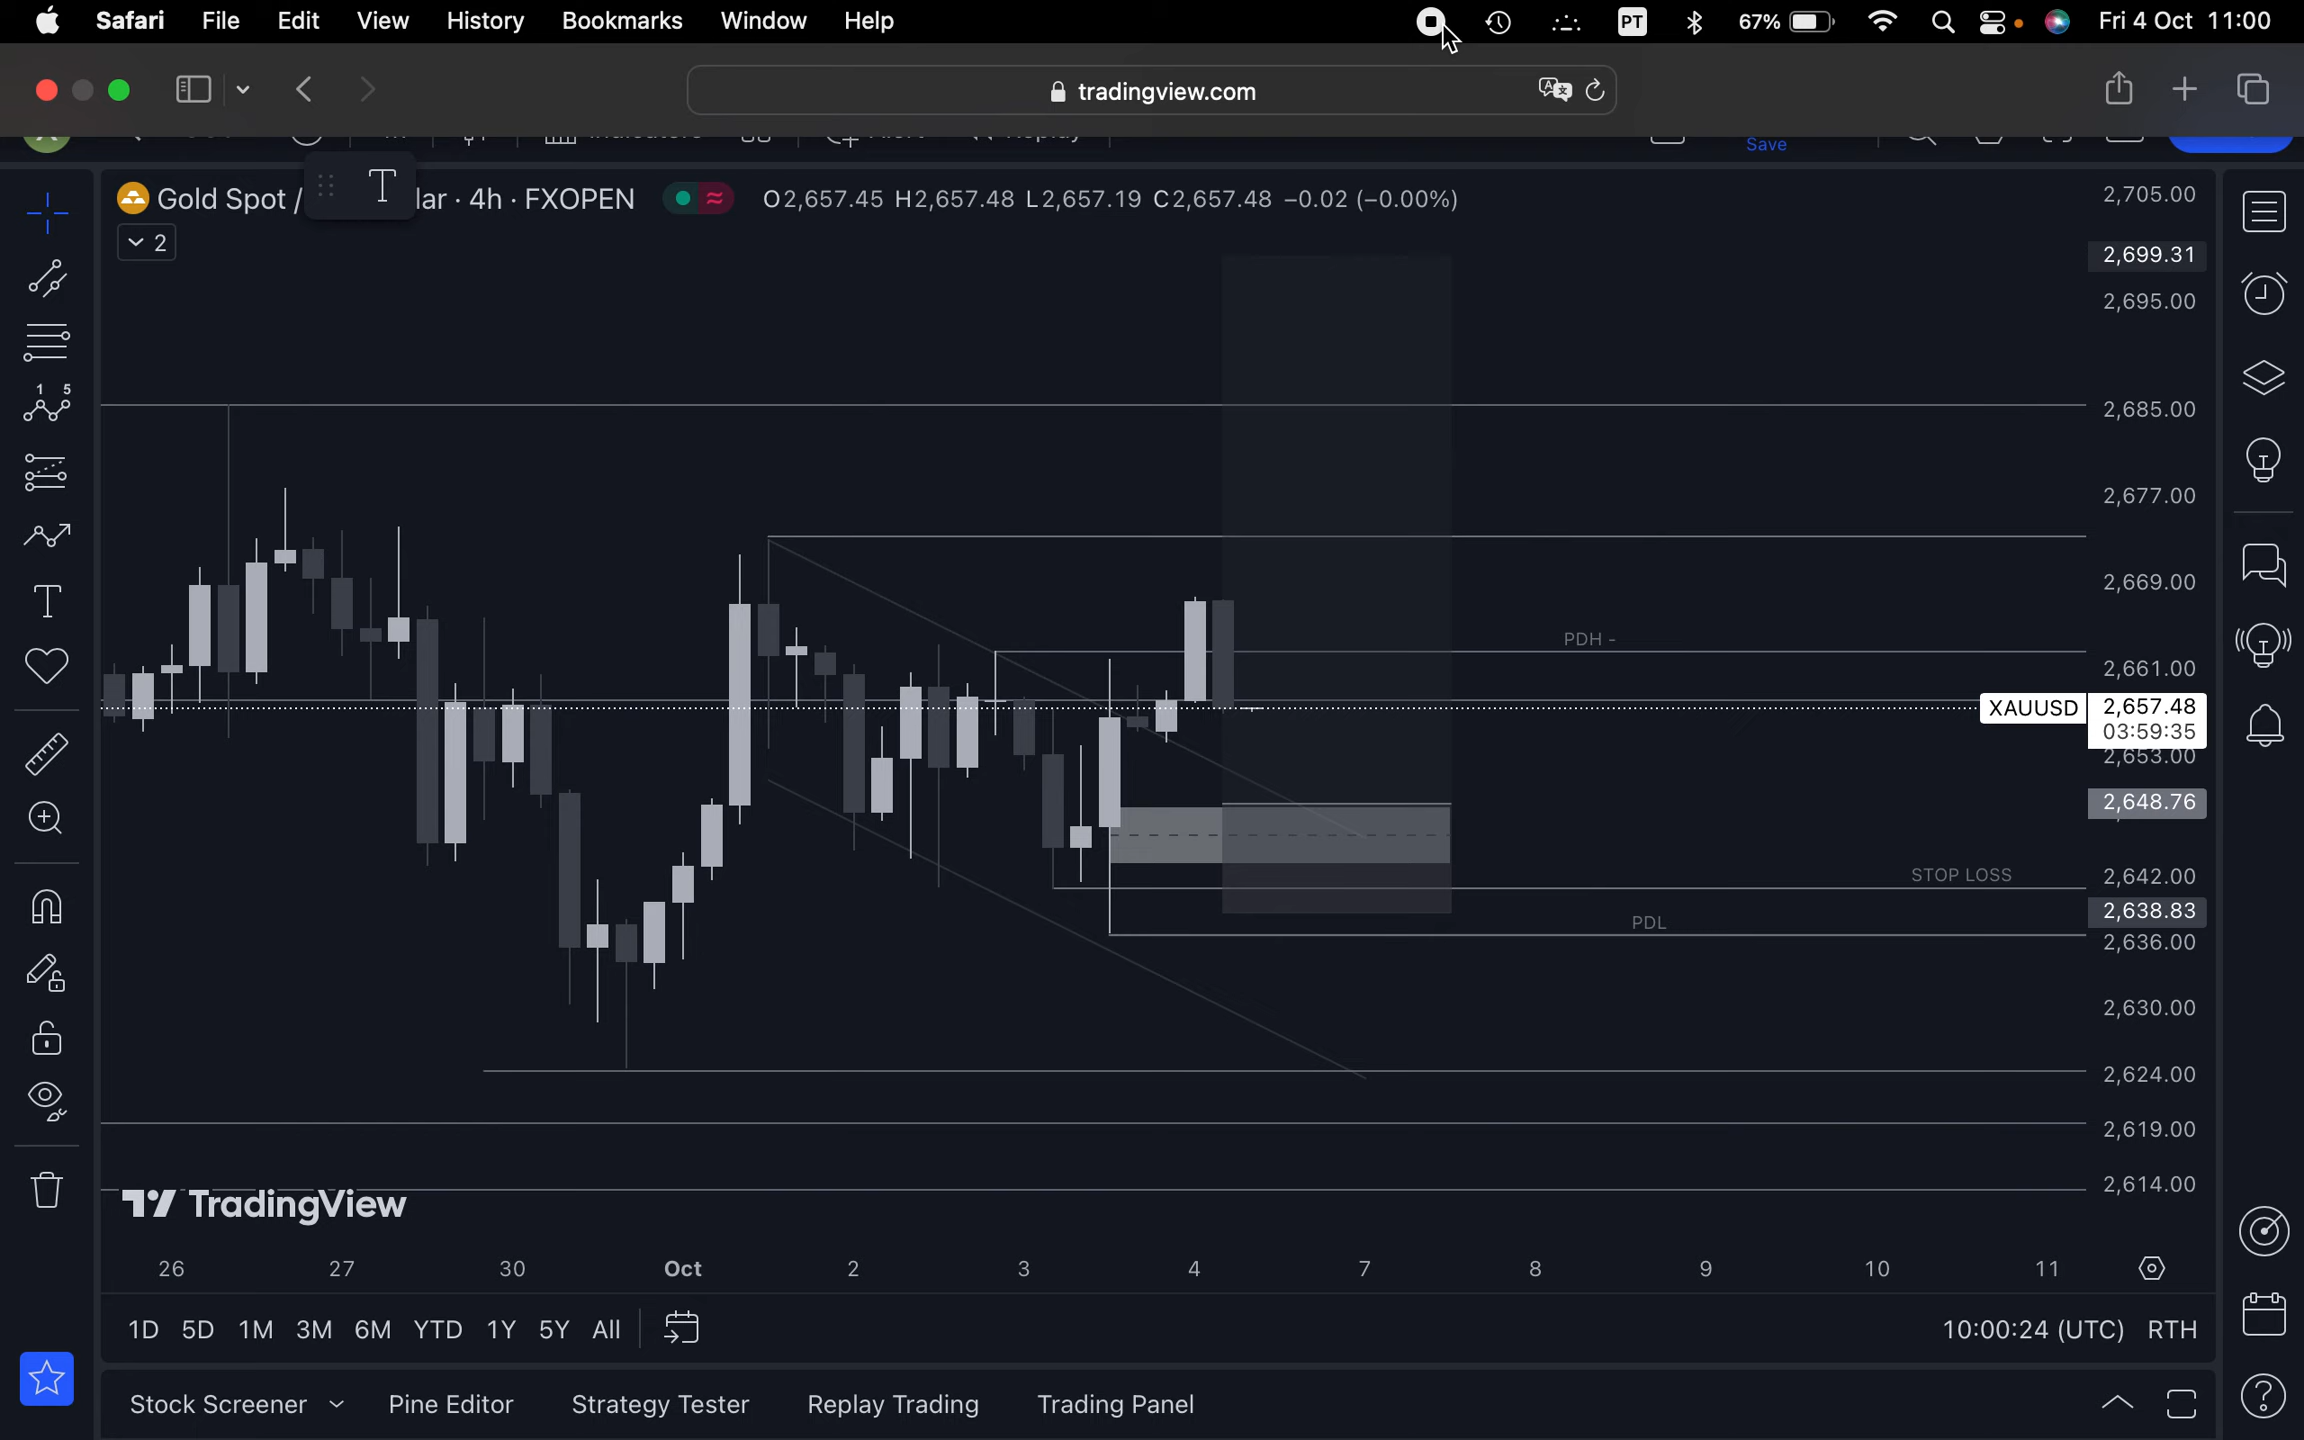 Safari File Edit View History Bookmarks Window Help PT 67% Fri 4 Oct 11:00
tradingview.com
Save
Gold Spot / lar · 4h · FXOPEN O2,657.45 H2,657.48 L2,657.19 C2,657.48 −0.02 (−0.00%)
2
2,705.00
2,699.31
2,695.00
2,685.00
2,677.00
2,669.00
PDH -
2,661.00
XAUUSD 2,657.48
03:59:35
2,653.00
2,648.76
STOP LOSS 2,642.00
2,638.83
PDL
2,636.00
2,630.00
2,624.00
2,619.00
2,614.00
TradingView
26 27 30 Oct 2 3 4 7 8 9 10 11
1D 5D 1M 3M 6M YTD 1Y 5Y All 10:00:24 (UTC) RTH
Stock Screener Pine Editor Strategy Tester Replay Trading Trading Panel